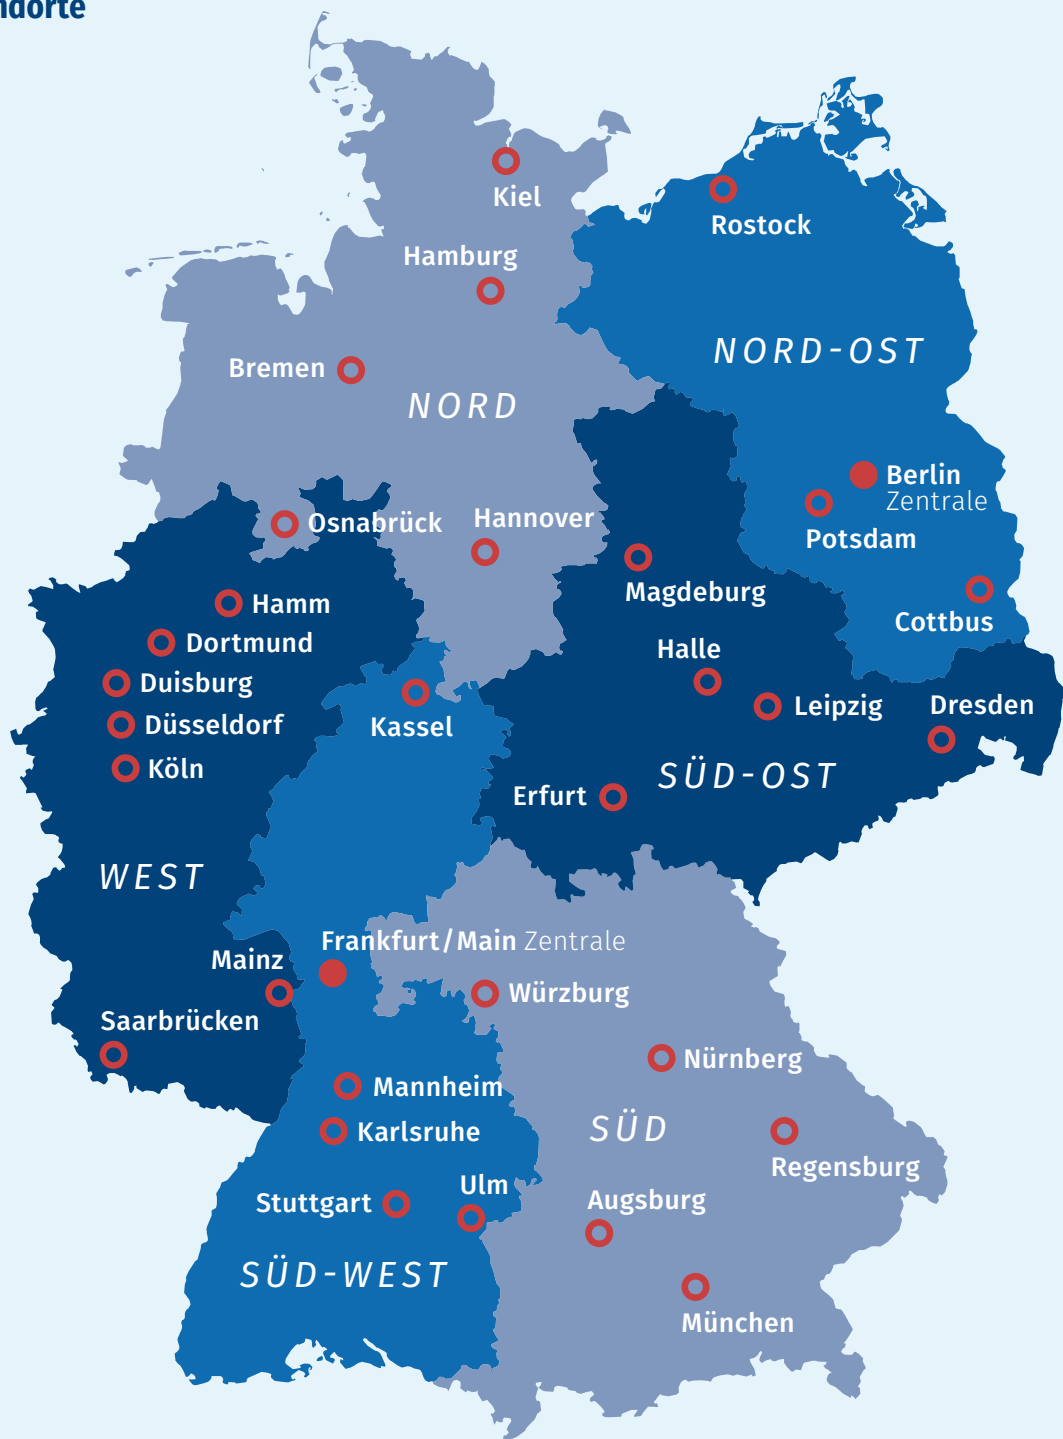 ndorte
Kiel
Rostock
Hamburg
NORD-OST
Bremen
NORD
Berlin
Zentrale
Osnabrück
Hannover
Potsdam
Magdeburg
Hamm
Cottbus
Dortmund
Halle
Duisburg
Leipzig
Dresden
Düsseldorf
Kassel
Köln
SÜD-OST
Erfurt
WEST
Frankfurt/Main Zentrale
Mainz
Würzburg
Saarbrücken
Nürnberg
Mannheim
SÜD
Karlsruhe
Regensburg
Ulm
Augsburg
Stuttgart
SÜD-WEST
München